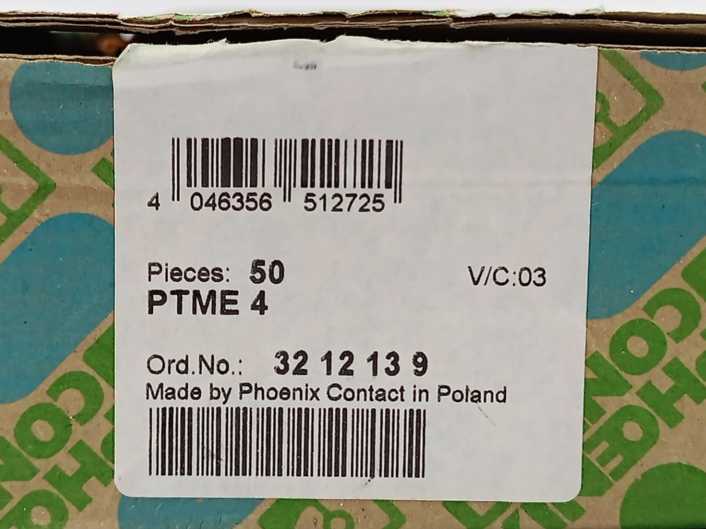 4 046356 512725
Pieces: 50 V/C:03
PTME 4
Ord.No.: 32 12 13 9
Made by Phoenix Contact in Poland